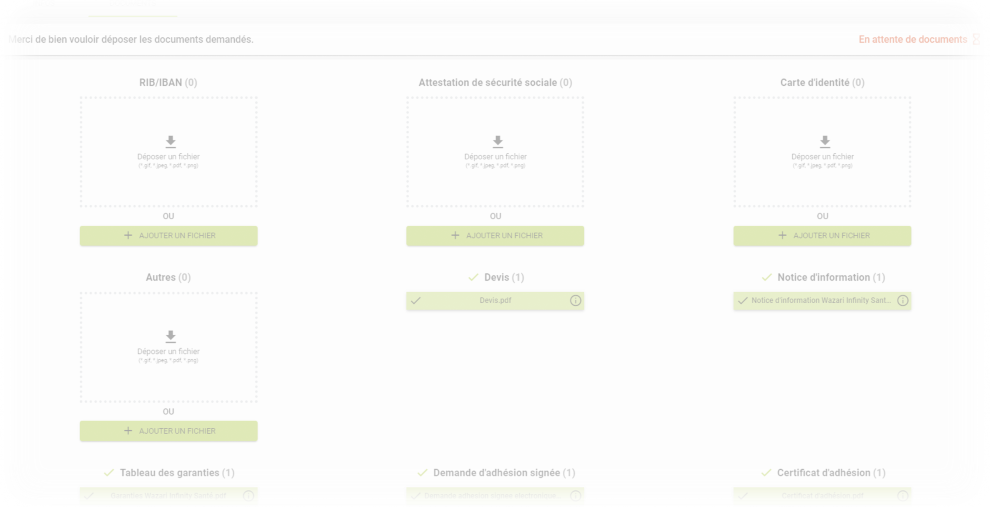 Merci de bien vouloir déposer les documents demandés.
En attente de documents
RIB/IBAN (0)
Attestation de sécurité sociale (0)
Carte d'identité (0)
Déposer un fichier
(*.gif, *.jpeg, *.pdf, *.png)
Déposer un fichier
(*.gif, *.jpeg, *.pdf, *.png)
Déposer un fichier
(*.gif, *.jpeg, *.pdf, *.png)
OU
OU
OU
AJOUTER UN FICHIER
AJOUTER UN FICHIER
AJOUTER UN FICHIER
Autres (0)
Devis (1)
Notice d'information (1)
Devis.pdf
Notice d'information Wazari Infinity Sant...
Déposer un fichier
(*.gif, *.jpeg, *.pdf, *.png)
OU
AJOUTER UN FICHIER
Tableau des garanties (1)
Demande d'adhésion signée (1)
Certificat d'adhésion (1)
Certificat d'adhésion.pdf